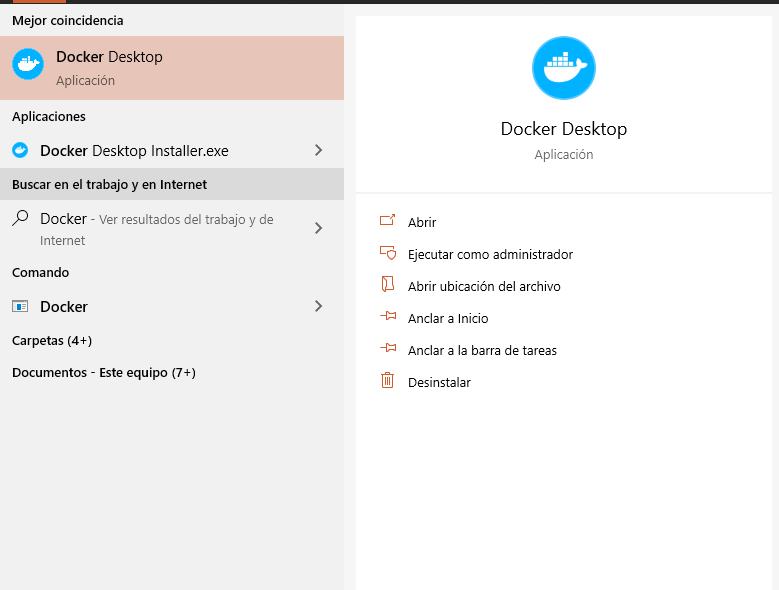 Mejor coincidencia
Docker Desktop
Aplicación
Aplicaciones
Docker Desktop Installer.exe
Buscar en el trabajo y en Internet
Docker - Ver resultados del trabajo y de
Internet
Comando
Docker
Carpetas (4+)
Documentos - Este equipo (7+)
Docker Desktop
Aplicación
Abrir
Ejecutar como administrador
Abrir ubicación del archivo
Anclar a Inicio
Anclar a la barra de tareas
Desinstalar